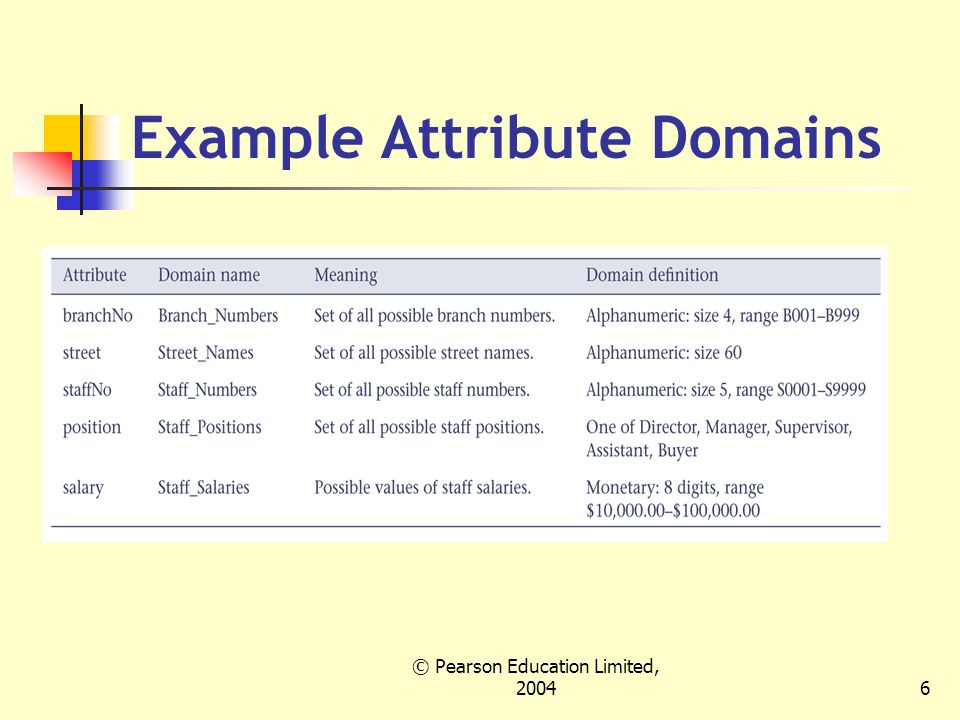 Example Attribute Domains
Attribute Domain name Meaning Domain definition
branchNo Branch_Numbers Set of all possible branch numbers. Alphanumeric: size 4, range B001–B999
street Street_Names Set of all possible street names. Alphanumeric: size 60
staffNo Staff_Numbers Set of all possible staff numbers. Alphanumeric: size 5, range S0001–S9999
position Staff_Positions Set of all possible staff positions. One of Director, Manager, Supervisor,
Assistant, Buyer
salary Staff_Salaries Possible values of staff salaries. Monetary: 8 digits, range
$10,000.00–$100,000.00
© Pearson Education Limited,
2004 6